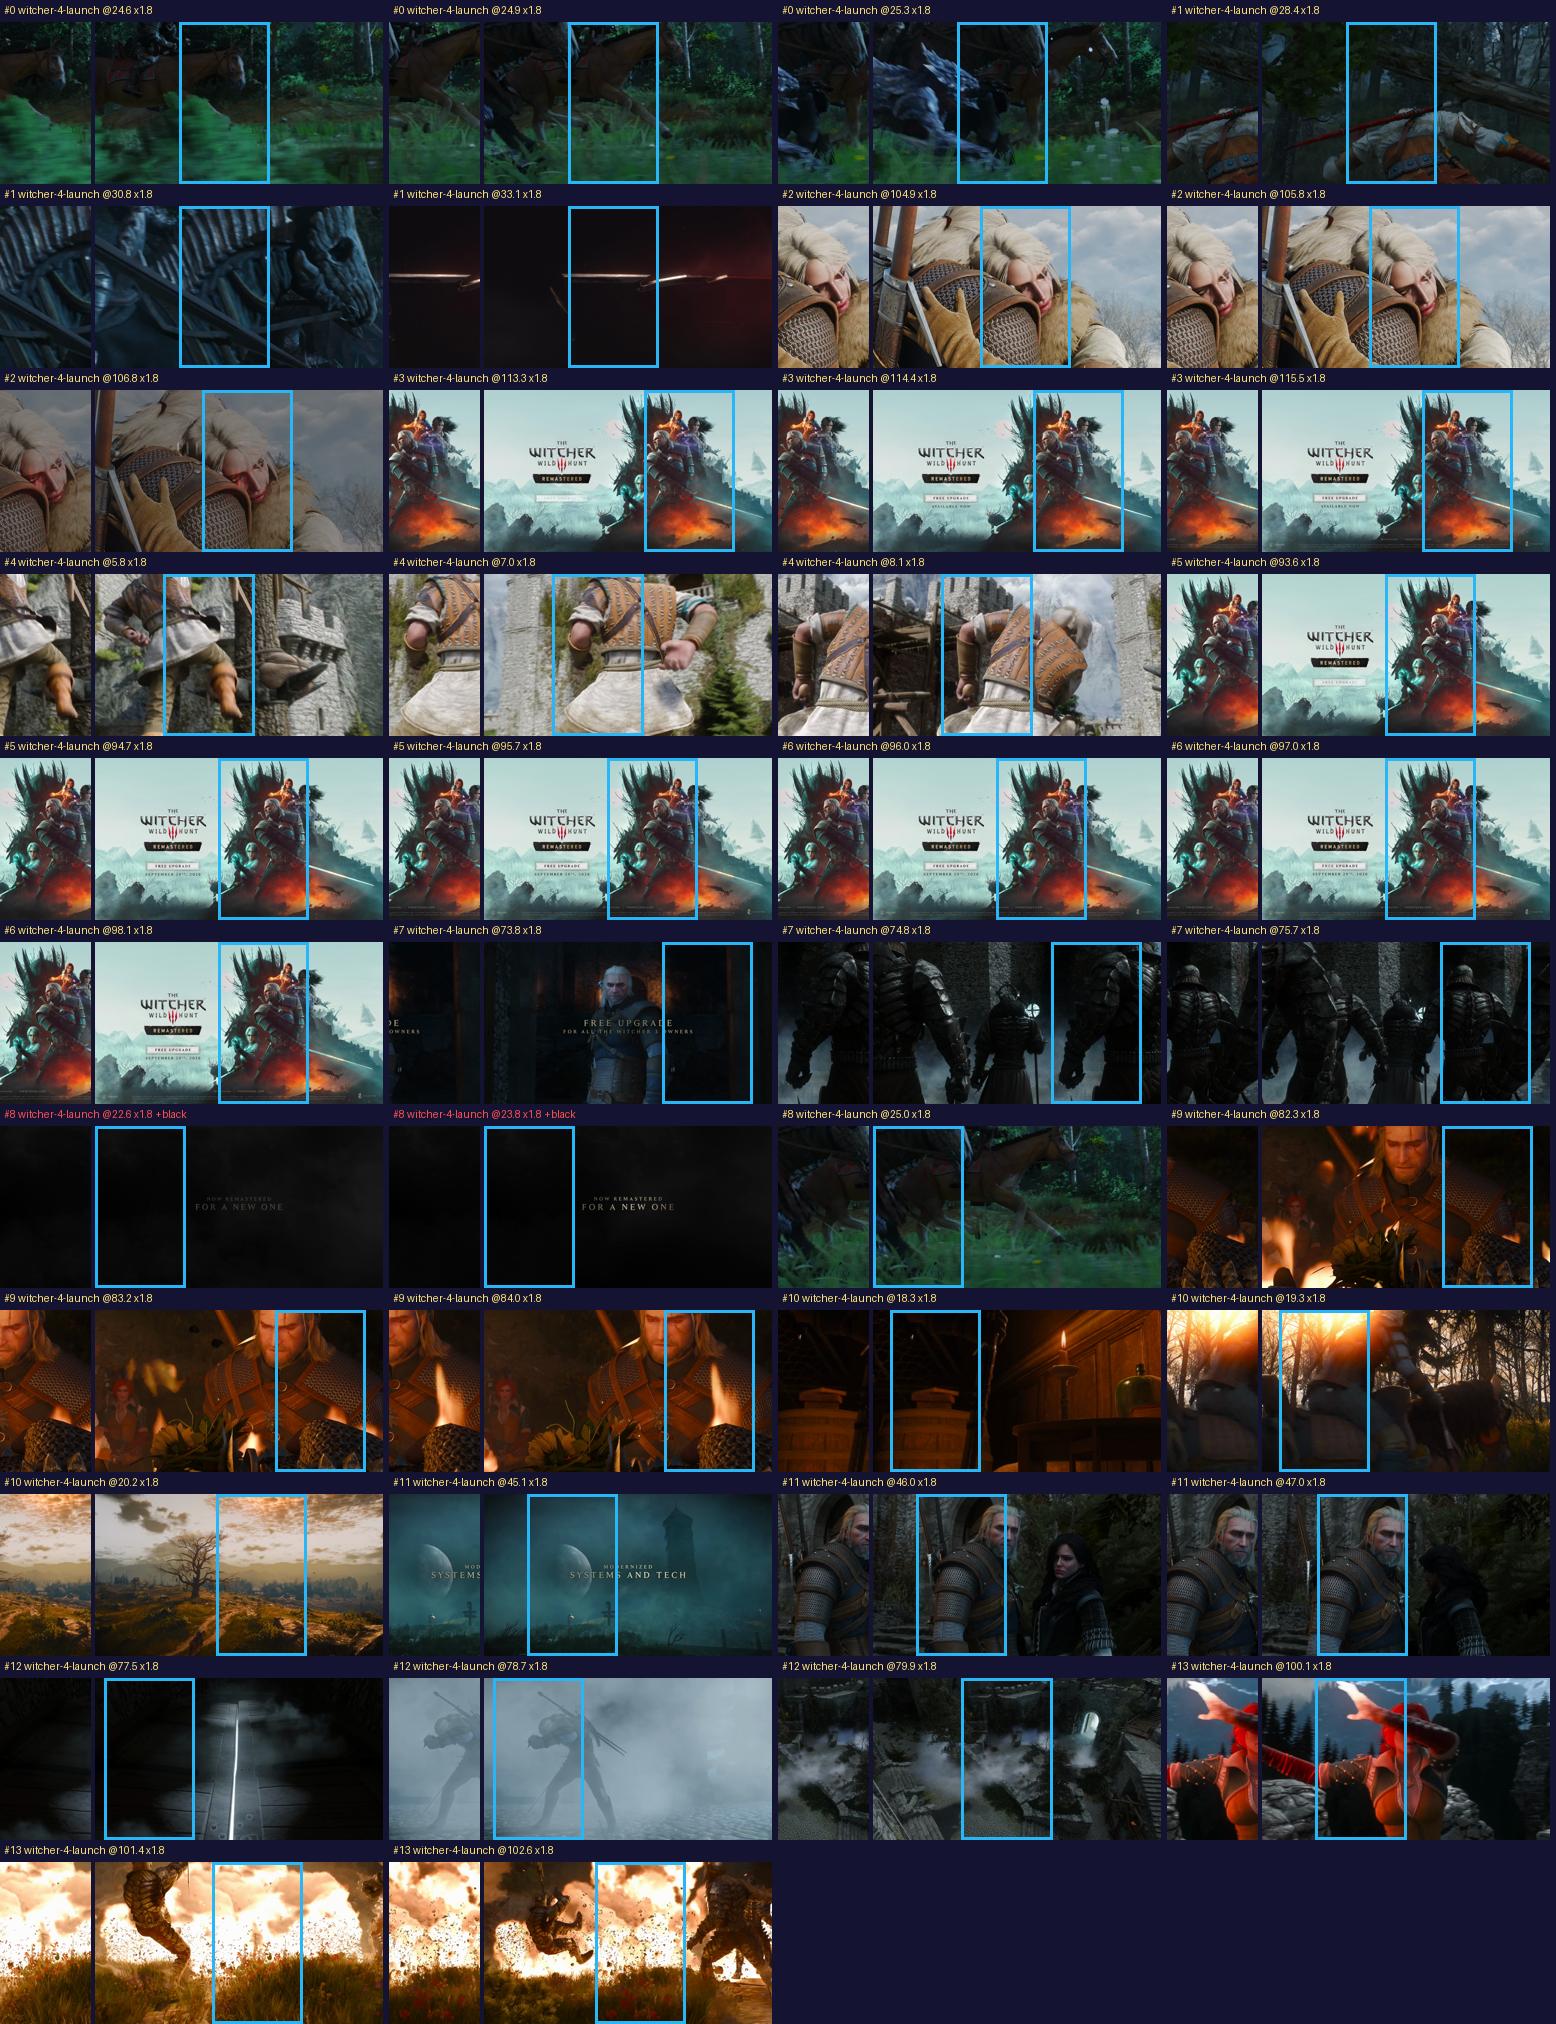 #0 witcher-4-launch @24.6 x1.8
#0 witcher-4-launch @24.9 x1.8
#0 witcher-4-launch @25.3 x1.8
#1 witcher-4-launch @28.4 x1.8
#1 witcher-4-launch @30.8 x1.8
#1 witcher-4-launch @33.1 x1.8
#2 witcher-4-launch @104.9 x1.8
#2 witcher-4-launch @105.8 x1.8
#2 witcher-4-launch @106.8 x1.8
#3 witcher-4-launch @113.3 x1.8
#3 witcher-4-launch @114.4 x1.8
#3 witcher-4-launch @115.5 x1.8
THE
WITCHER
WILD HUNT
REMASTERED
THE
WITCHER
WILD HUNT
REMASTERED
FREE UPGRADE
AVAILABLE NOW
THE
WITCHER
WILD HUNT
REMASTERED
FREE UPGRADE
AVAILABLE NOW
#4 witcher-4-launch @5.8 x1.8
#4 witcher-4-launch @7.0 x1.8
#4 witcher-4-launch @8.1 x1.8
#5 witcher-4-launch @93.6 x1.8
THE
WITCHER
WILD HUNT
REMASTERED
FREE UPGRADE
#5 witcher-4-launch @94.7 x1.8
#5 witcher-4-launch @95.7 x1.8
#6 witcher-4-launch @96.0 x1.8
#6 witcher-4-launch @97.0 x1.8
THE
WITCHER
WILD HUNT
REMASTERED
FREE UPGRADE
THE
WITCHER
WILD HUNT
REMASTERED
FREE UPGRADE
THE
WITCHER
WILD HUNT
REMASTERED
FREE UPGRADE
THE
WITCHER
WILD HUNT
REMASTERED
FREE UPGRADE
#6 witcher-4-launch @98.1 x1.8
#7 witcher-4-launch @73.8 x1.8
#7 witcher-4-launch @74.8 x1.8
#7 witcher-4-launch @75.7 x1.8
THE
WITCHER
WILD HUNT
REMASTERED
FREE UPGRADE
DE
OWNERS
FREE UPGRADE
FOR ALL THE WITCHER 3 OWNERS
#8 witcher-4-launch @22.6 x1.8 +black
#8 witcher-4-launch @23.8 x1.8 +black
#8 witcher-4-launch @25.0 x1.8
#9 witcher-4-launch @82.3 x1.8
NOW REMASTERED
FOR A NEW ONE
NOW REMASTERED
FOR A NEW ONE
#9 witcher-4-launch @83.2 x1.8
#9 witcher-4-launch @84.0 x1.8
#10 witcher-4-launch @18.3 x1.8
#10 witcher-4-launch @19.3 x1.8
#10 witcher-4-launch @20.2 x1.8
#11 witcher-4-launch @45.1 x1.8
#11 witcher-4-launch @46.0 x1.8
#11 witcher-4-launch @47.0 x1.8
MOD
SYSTEMS
MODERNIZED
SYSTEMS AND TECH
#12 witcher-4-launch @77.5 x1.8
#12 witcher-4-launch @78.7 x1.8
#12 witcher-4-launch @79.9 x1.8
#13 witcher-4-launch @100.1 x1.8
#13 witcher-4-launch @101.4 x1.8
#13 witcher-4-launch @102.6 x1.8